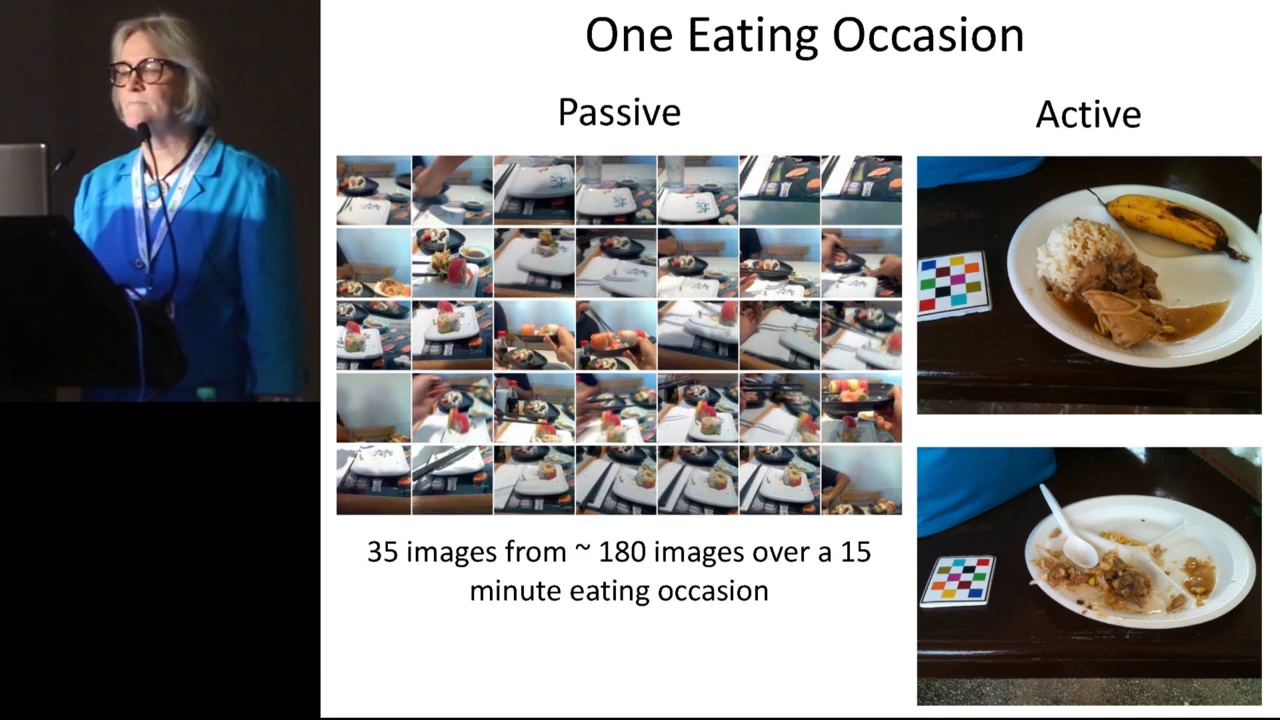 One Eating Occasion
Passive
Active
35 images from ~ 180 images over a 15
minute eating occasion